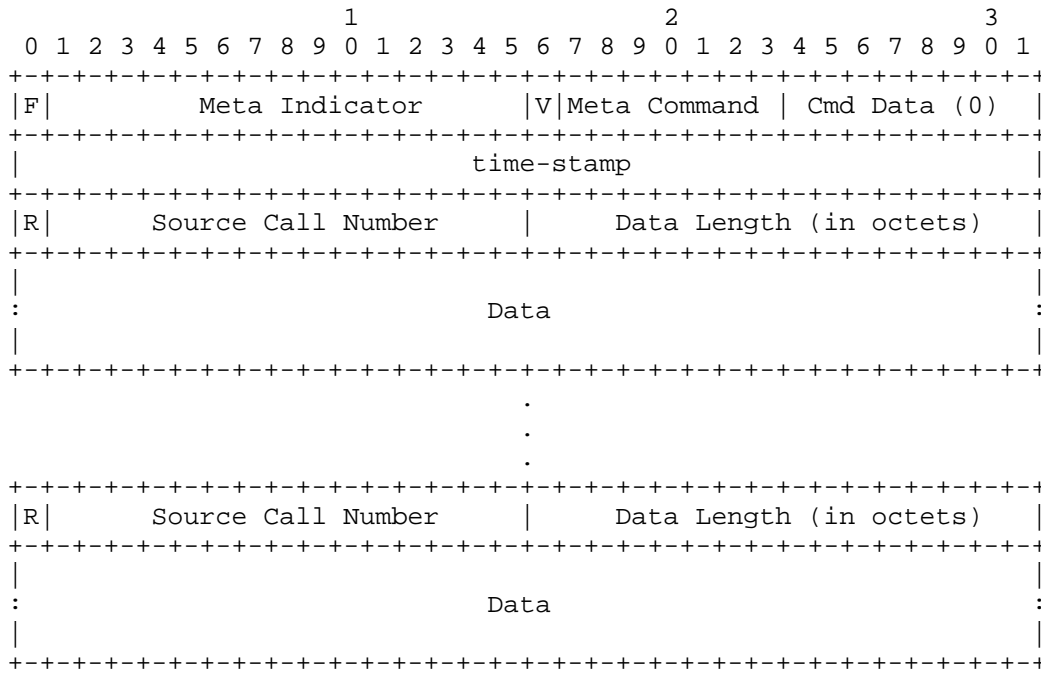 1                   2                   3
 0 1 2 3 4 5 6 7 8 9 0 1 2 3 4 5 6 7 8 9 0 1 2 3 4 5 6 7 8 9 0 1
+-+-+-+-+-+-+-+-+-+-+-+-+-+-+-+-+-+-+-+-+-+-+-+-+-+-+-+-+-+-+-+-+
|F|         Meta Indicator      |V|Meta Command | Cmd Data (0)  |
+-+-+-+-+-+-+-+-+-+-+-+-+-+-+-+-+-+-+-+-+-+-+-+-+-+-+-+-+-+-+-+-+
|                            time-stamp                         |
+-+-+-+-+-+-+-+-+-+-+-+-+-+-+-+-+-+-+-+-+-+-+-+-+-+-+-+-+-+-+-+-+
|R|      Source Call Number     |     Data Length (in octets)   |
+-+-+-+-+-+-+-+-+-+-+-+-+-+-+-+-+-+-+-+-+-+-+-+-+-+-+-+-+-+-+-+-+
|                                                               |
:                             Data                              :
|                                                               |
+-+-+-+-+-+-+-+-+-+-+-+-+-+-+-+-+-+-+-+-+-+-+-+-+-+-+-+-+-+-+-+-+
                                .
                                .
                                .
+-+-+-+-+-+-+-+-+-+-+-+-+-+-+-+-+-+-+-+-+-+-+-+-+-+-+-+-+-+-+-+-+
|R|      Source Call Number     |     Data Length (in octets)   |
+-+-+-+-+-+-+-+-+-+-+-+-+-+-+-+-+-+-+-+-+-+-+-+-+-+-+-+-+-+-+-+-+
|                                                               |
:                             Data                              :
|                                                               |
+-+-+-+-+-+-+-+-+-+-+-+-+-+-+-+-+-+-+-+-+-+-+-+-+-+-+-+-+-+-+-+-+